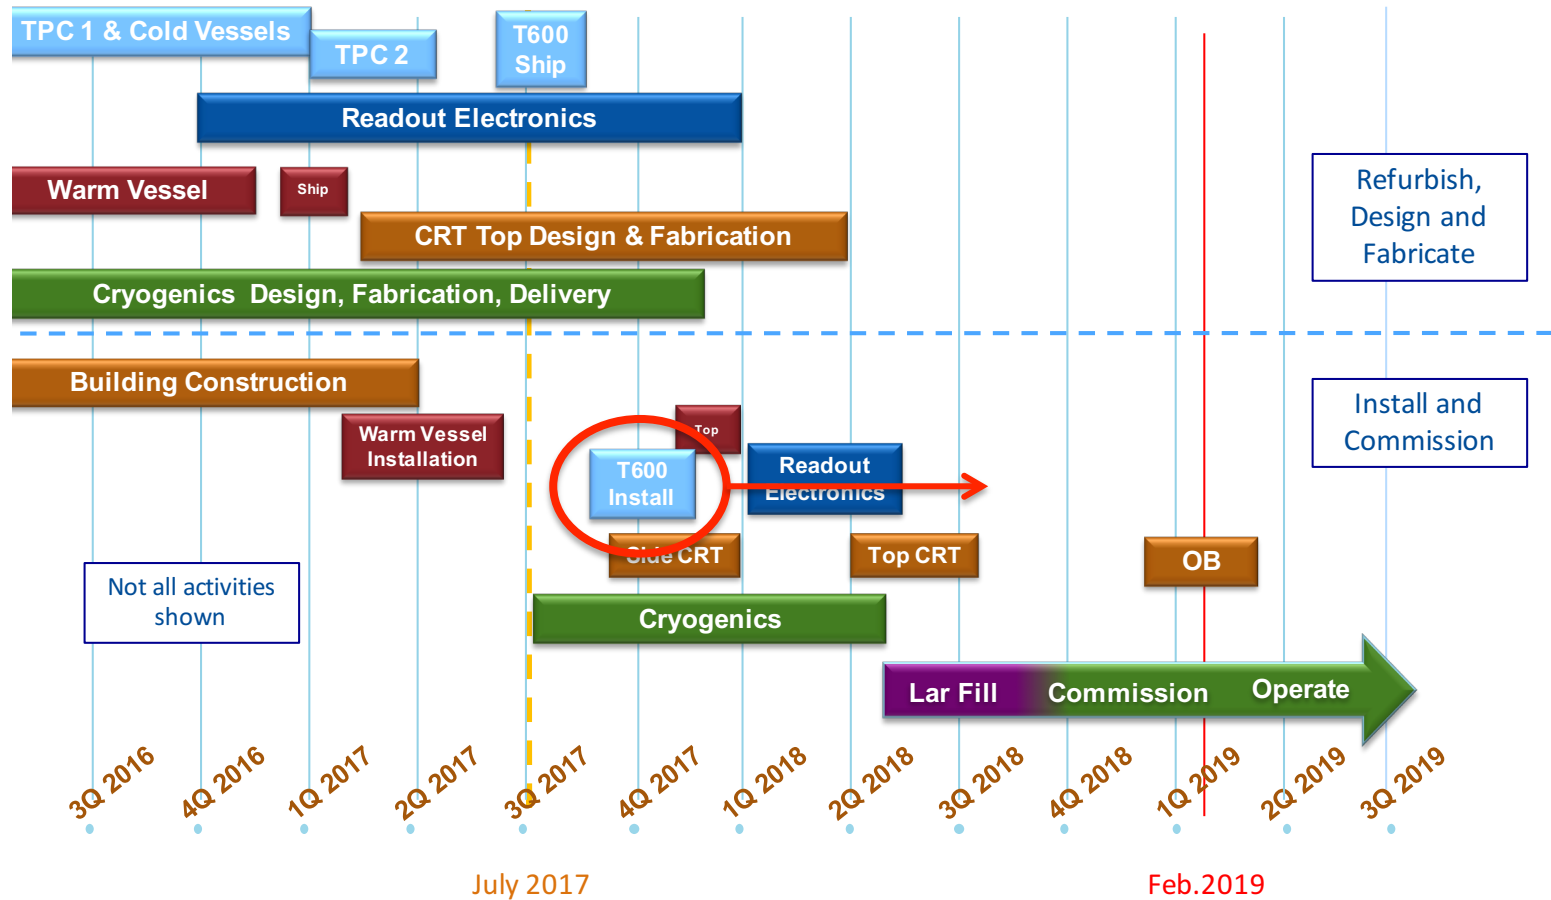 TPC 1 & Cold Vessels
TPC 2
T600
Ship
Readout Electronics
Warm Vessel
Ship
CRT Top Design & Fabrication
Cryogenics Design, Fabrication, Delivery
Refurbish,
Design and
Fabricate
Building Construction
Warm Vessel
Installation
Top
T600
Install
Readout
Electronics
Install and
Commission
Side CRT
Top CRT
OB
Not all activities
shown
Cryogenics
Lar Fill
Commission
Operate
3Q 2016
4Q 2016
1Q 2017
2Q 2017
3Q 2017
4Q 2017
1Q 2018
2Q 2018
3Q 2018
4Q 2018
1Q 2019
2Q 2019
3Q 2019
July 2017
Feb.2019